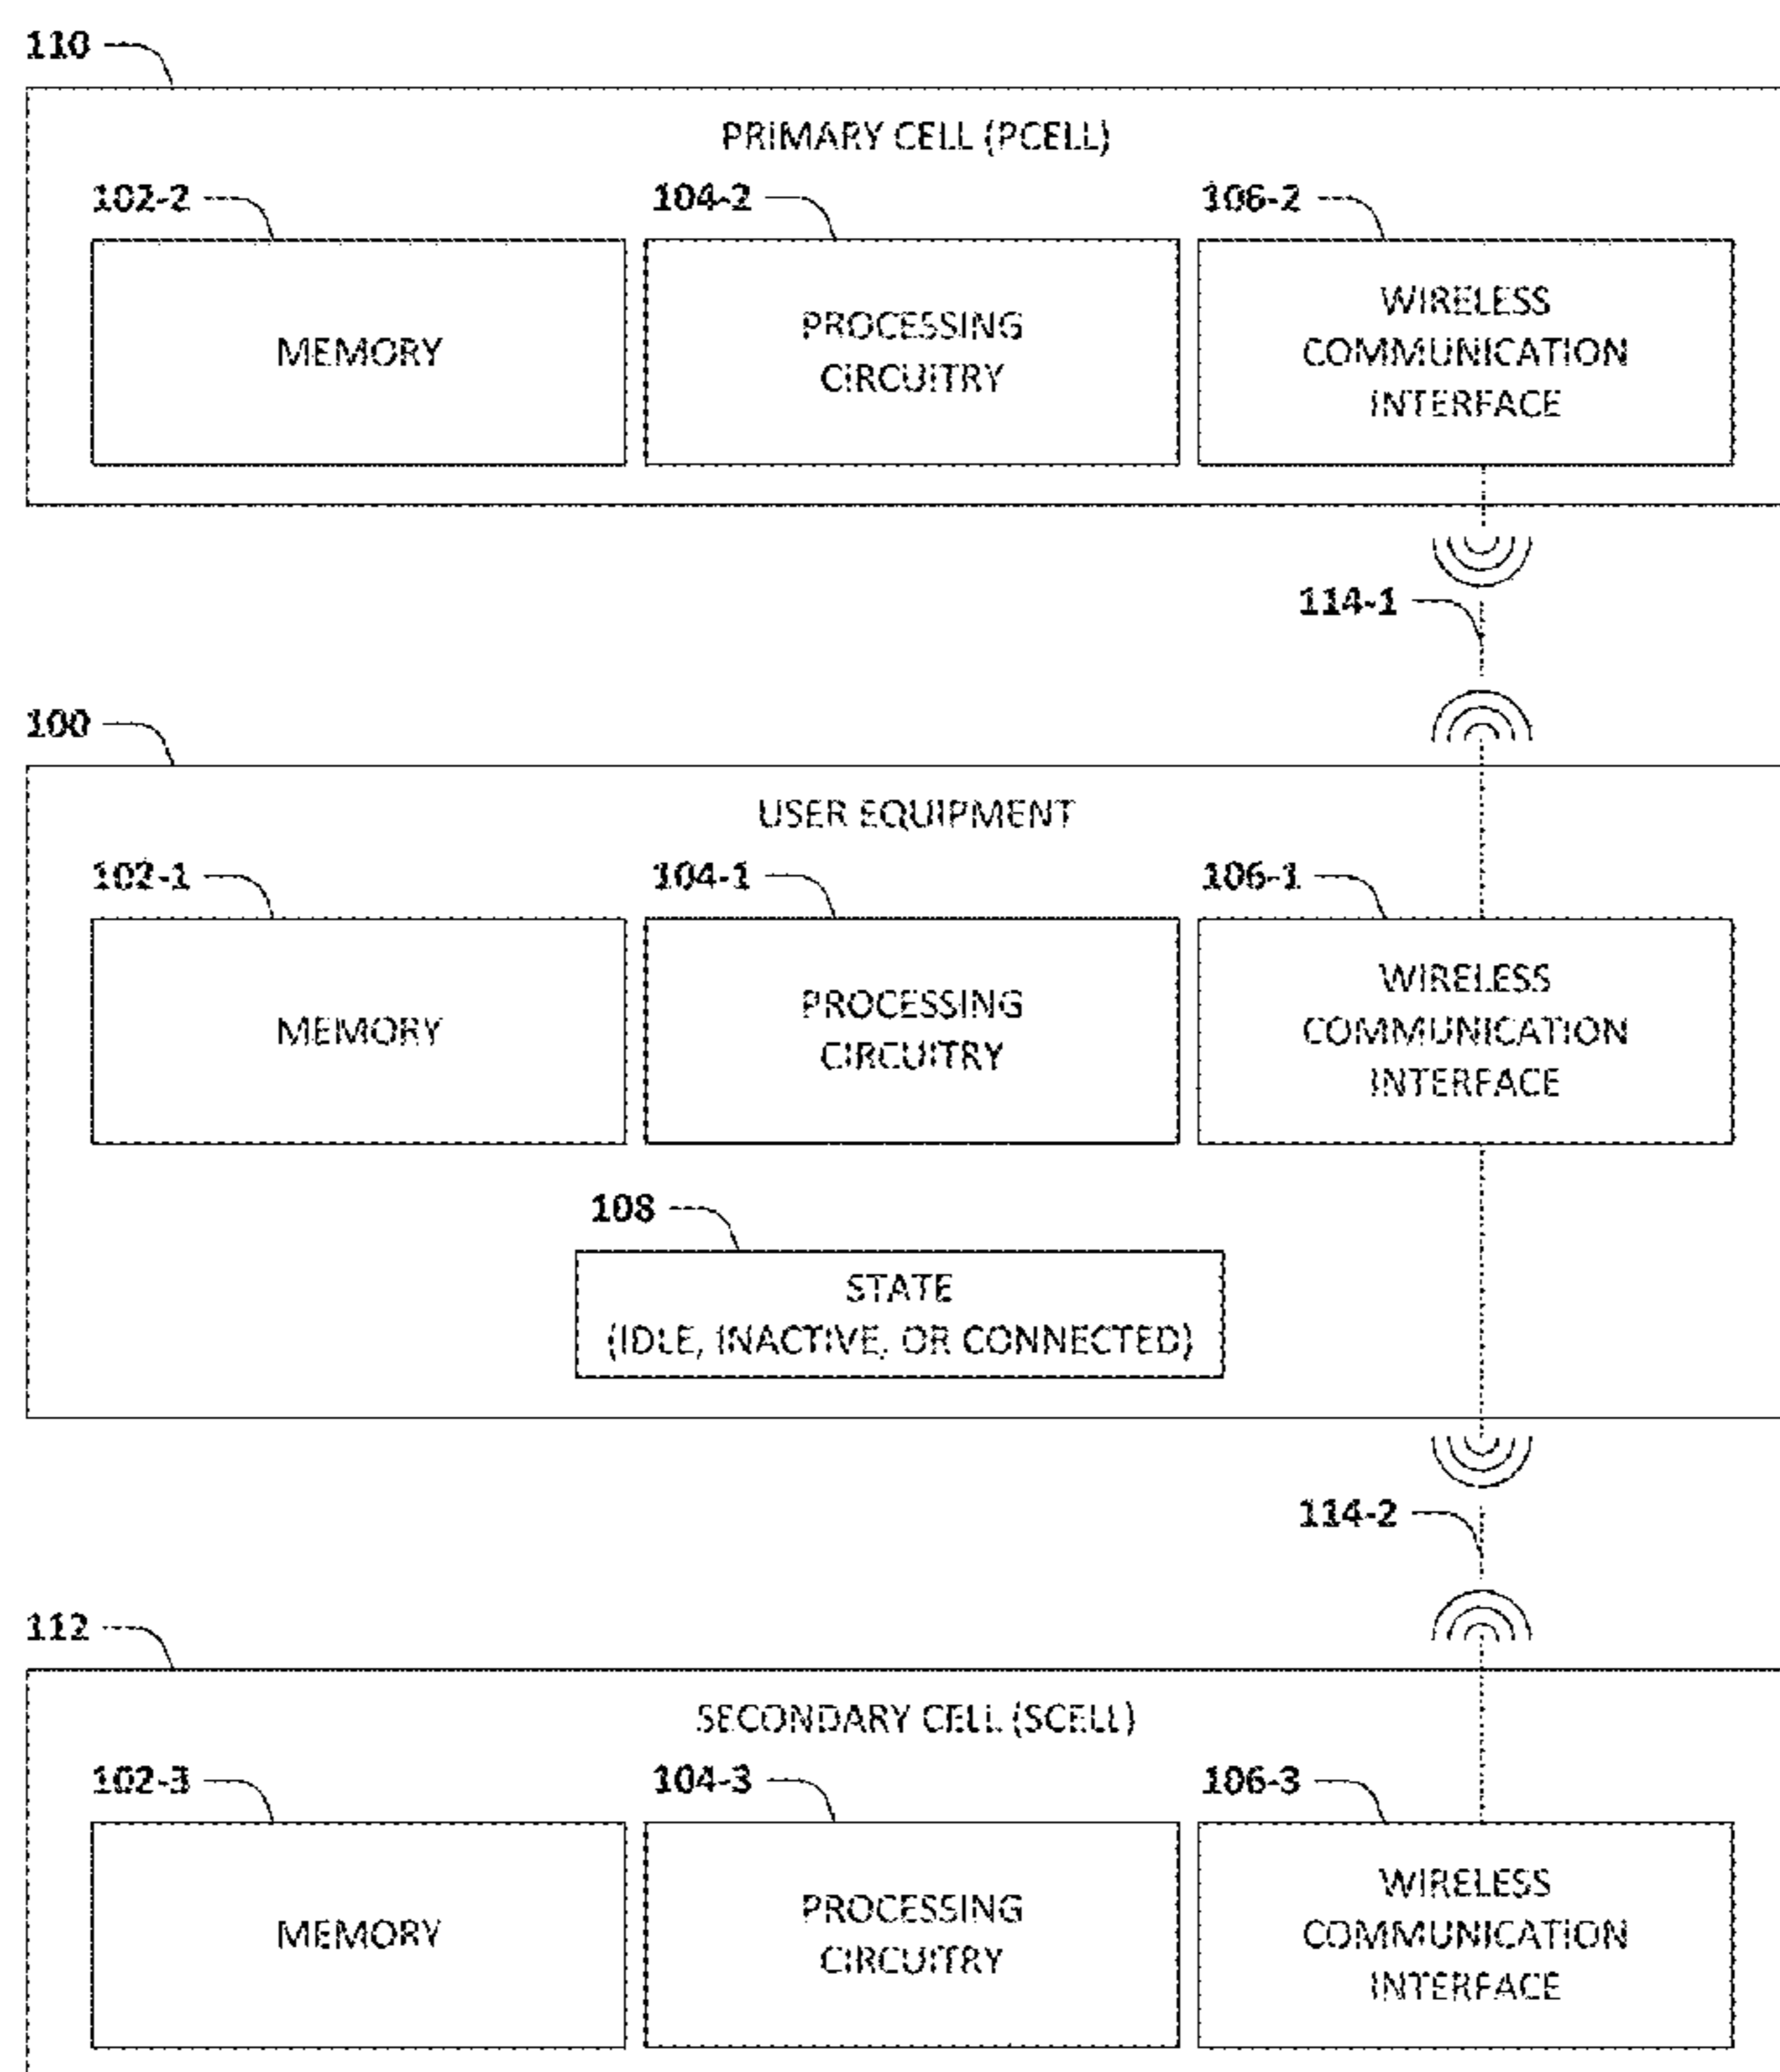 110
PRIMARY CELL (PCELL)
102-2
104-2
106-2
MEMORY
PROCESSING
CIRCUITRY
WIRELESS
COMMUNICATION
INTERFACE
114-1
100
USER EQUIPMENT
102-1
104-1
106-1
MEMORY
PROCESSING
CIRCUITRY
WIRELESS
COMMUNICATION
INTERFACE
108
STATE
(IDLE, INACTIVE, OR CONNECTED)
114-2
112
SECONDARY CELL (SCELL)
102-3
104-3
106-3
MEMORY
PROCESSING
CIRCUITRY
WIRELESS
COMMUNICATION
INTERFACE